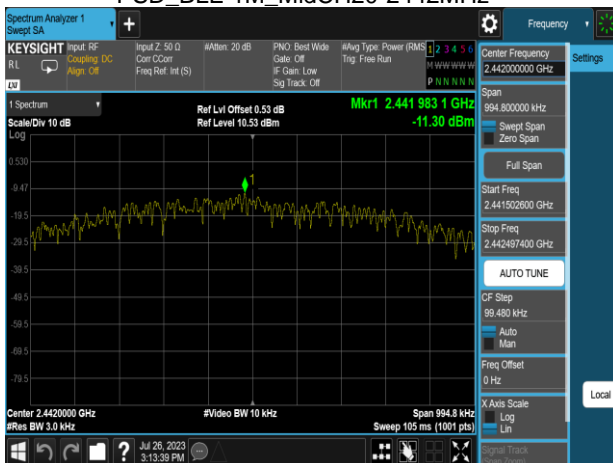 PSD_BLE 1M_MidCH20-2442MHz
Spectrum Analyzer 1
Swept SA
Frequency
KEYSIGHT
RL
LXI
Input: RF
Coupling: DC
Align: Off
Input Z: 50 Ω
Corr CCorr
Freq Ref: Int (S)
#Atten: 20 dB
PNO: Best Wide
Gate: Off
IF Gain: Low
Sig Track: Off
#Avg Type: Power (RMS
Trig: Free Run
1 2 3 4 5 6
M W W W W W
P N N N N N
Settings
Center Frequency
2.442000000 GHz
Span
994.800000 kHz
Swept Span
Zero Span
Full Span
Start Freq
2.441502600 GHz
Stop Freq
2.442497400 GHz
AUTO TUNE
CF Step
99.480 kHz
Auto
Man
Freq Offset
0 Hz
X Axis Scale
Log
Lin
Signal Track
Local
1 Spectrum
Scale/Div 10 dB
Log
Ref Lvl Offset 0.53 dB
Ref Level 10.53 dBm
Mkr1 2.441 983 1 GHz
-11.30 dBm
1
0.530
-9.47
-19.5
-29.5
-39.5
-49.5
-59.5
-69.5
-79.5
Center 2.4420000 GHz
#Video BW 10 kHz
Span 994.8 kHz
#Res BW 3.0 kHz
Sweep 105 ms (1001 pts)
?
Jul 26, 2023
3:13:39 PM